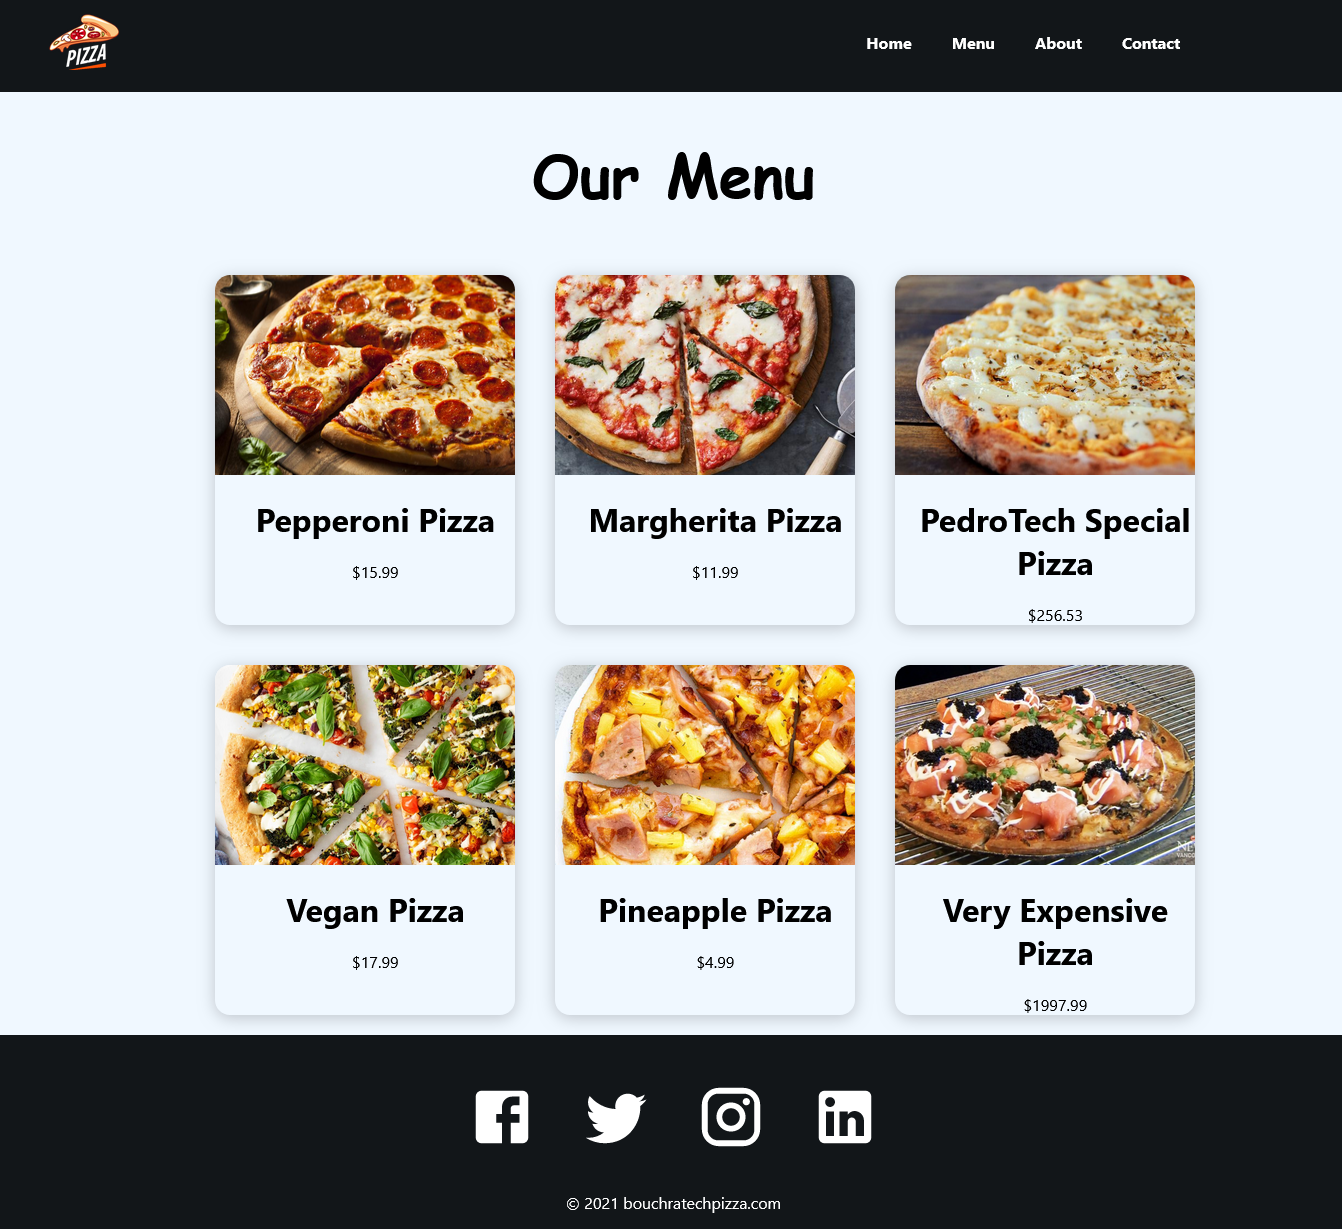 PIZZA
Home
Menu
About
Contact
Our Menu
Pepperoni Pizza
$15.99
Margherita Pizza
$11.99
PedroTech Special
Pizza
$256.53
Vegan Pizza
$17.99
Pineapple Pizza
$4.99
Very Expensive
Pizza
$1997.99
© 2021 bouchratechpizza.com